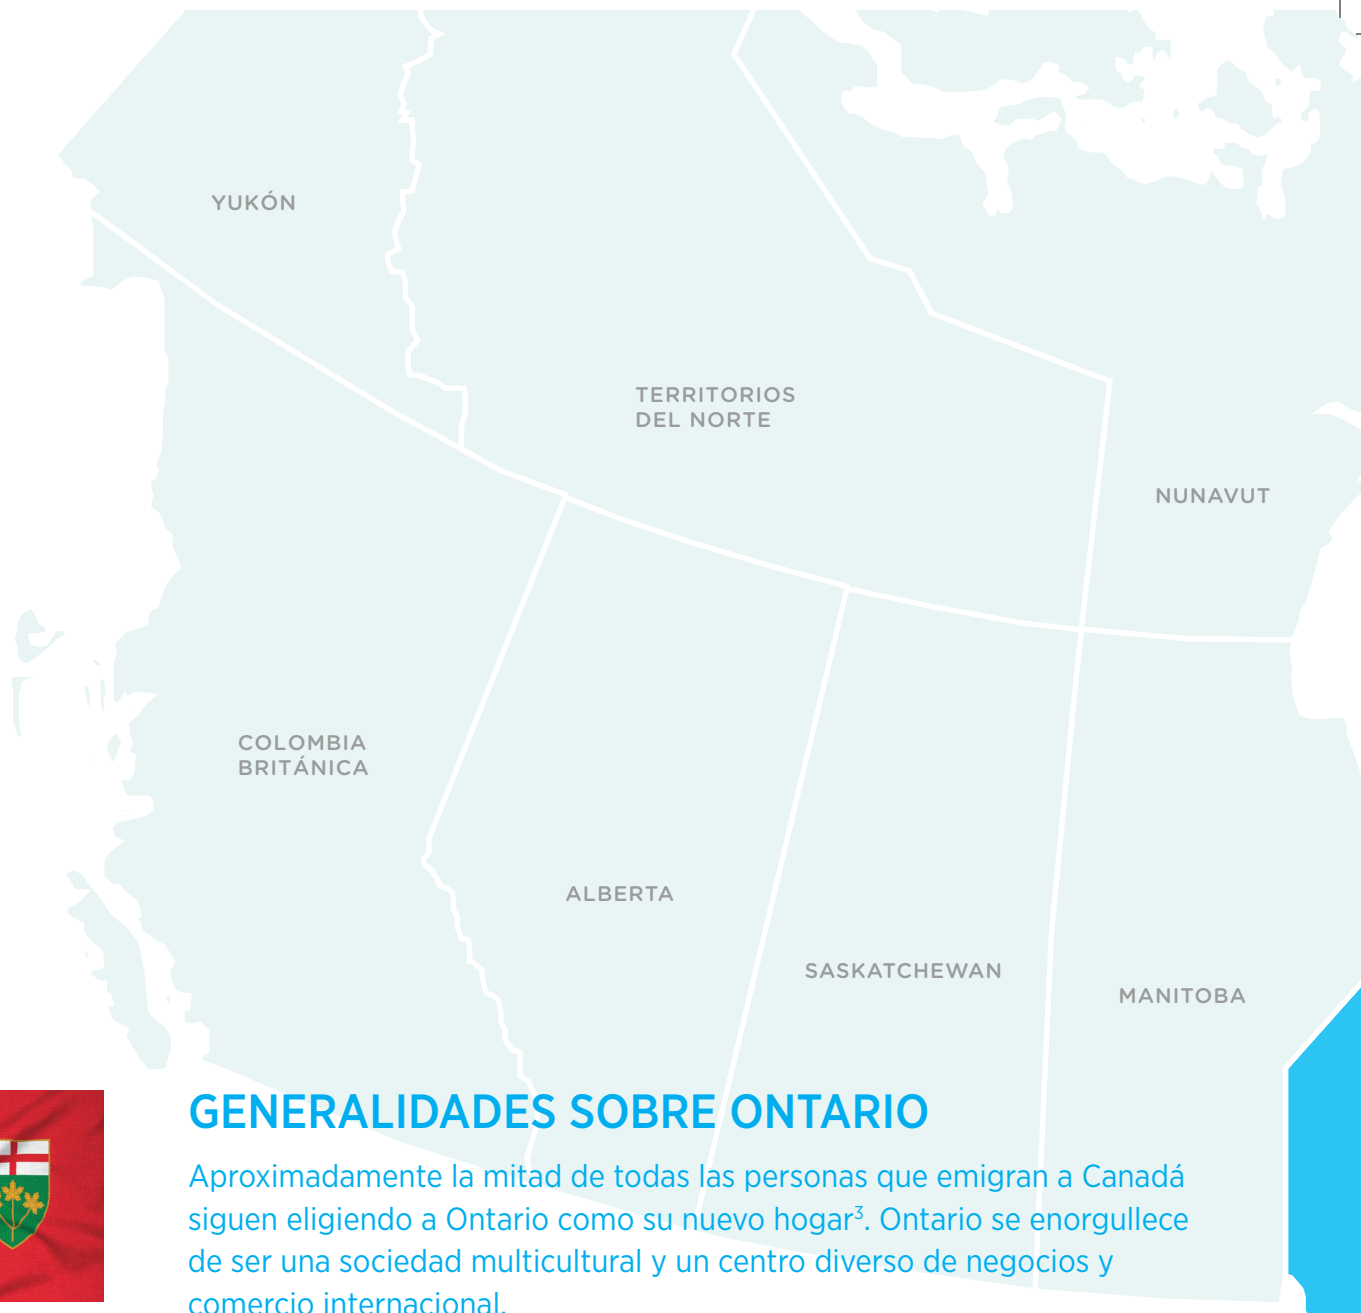 YUKÓN
TERRITORIOS
DEL NORTE
NUNAVUT
COLOMBIA
BRITÁNICA
ALBERTA
SASKATCHEWAN
MANITOBA
GENERALIDADES SOBRE ONTARIO
Aproximadamente la mitad de todas las personas que emigran a Canadá
siguen eligiendo a Ontario como su nuevo hogar³. Ontario se enorgullece
de ser una sociedad multicultural y un centro diverso de negocios y
comercio internacional.